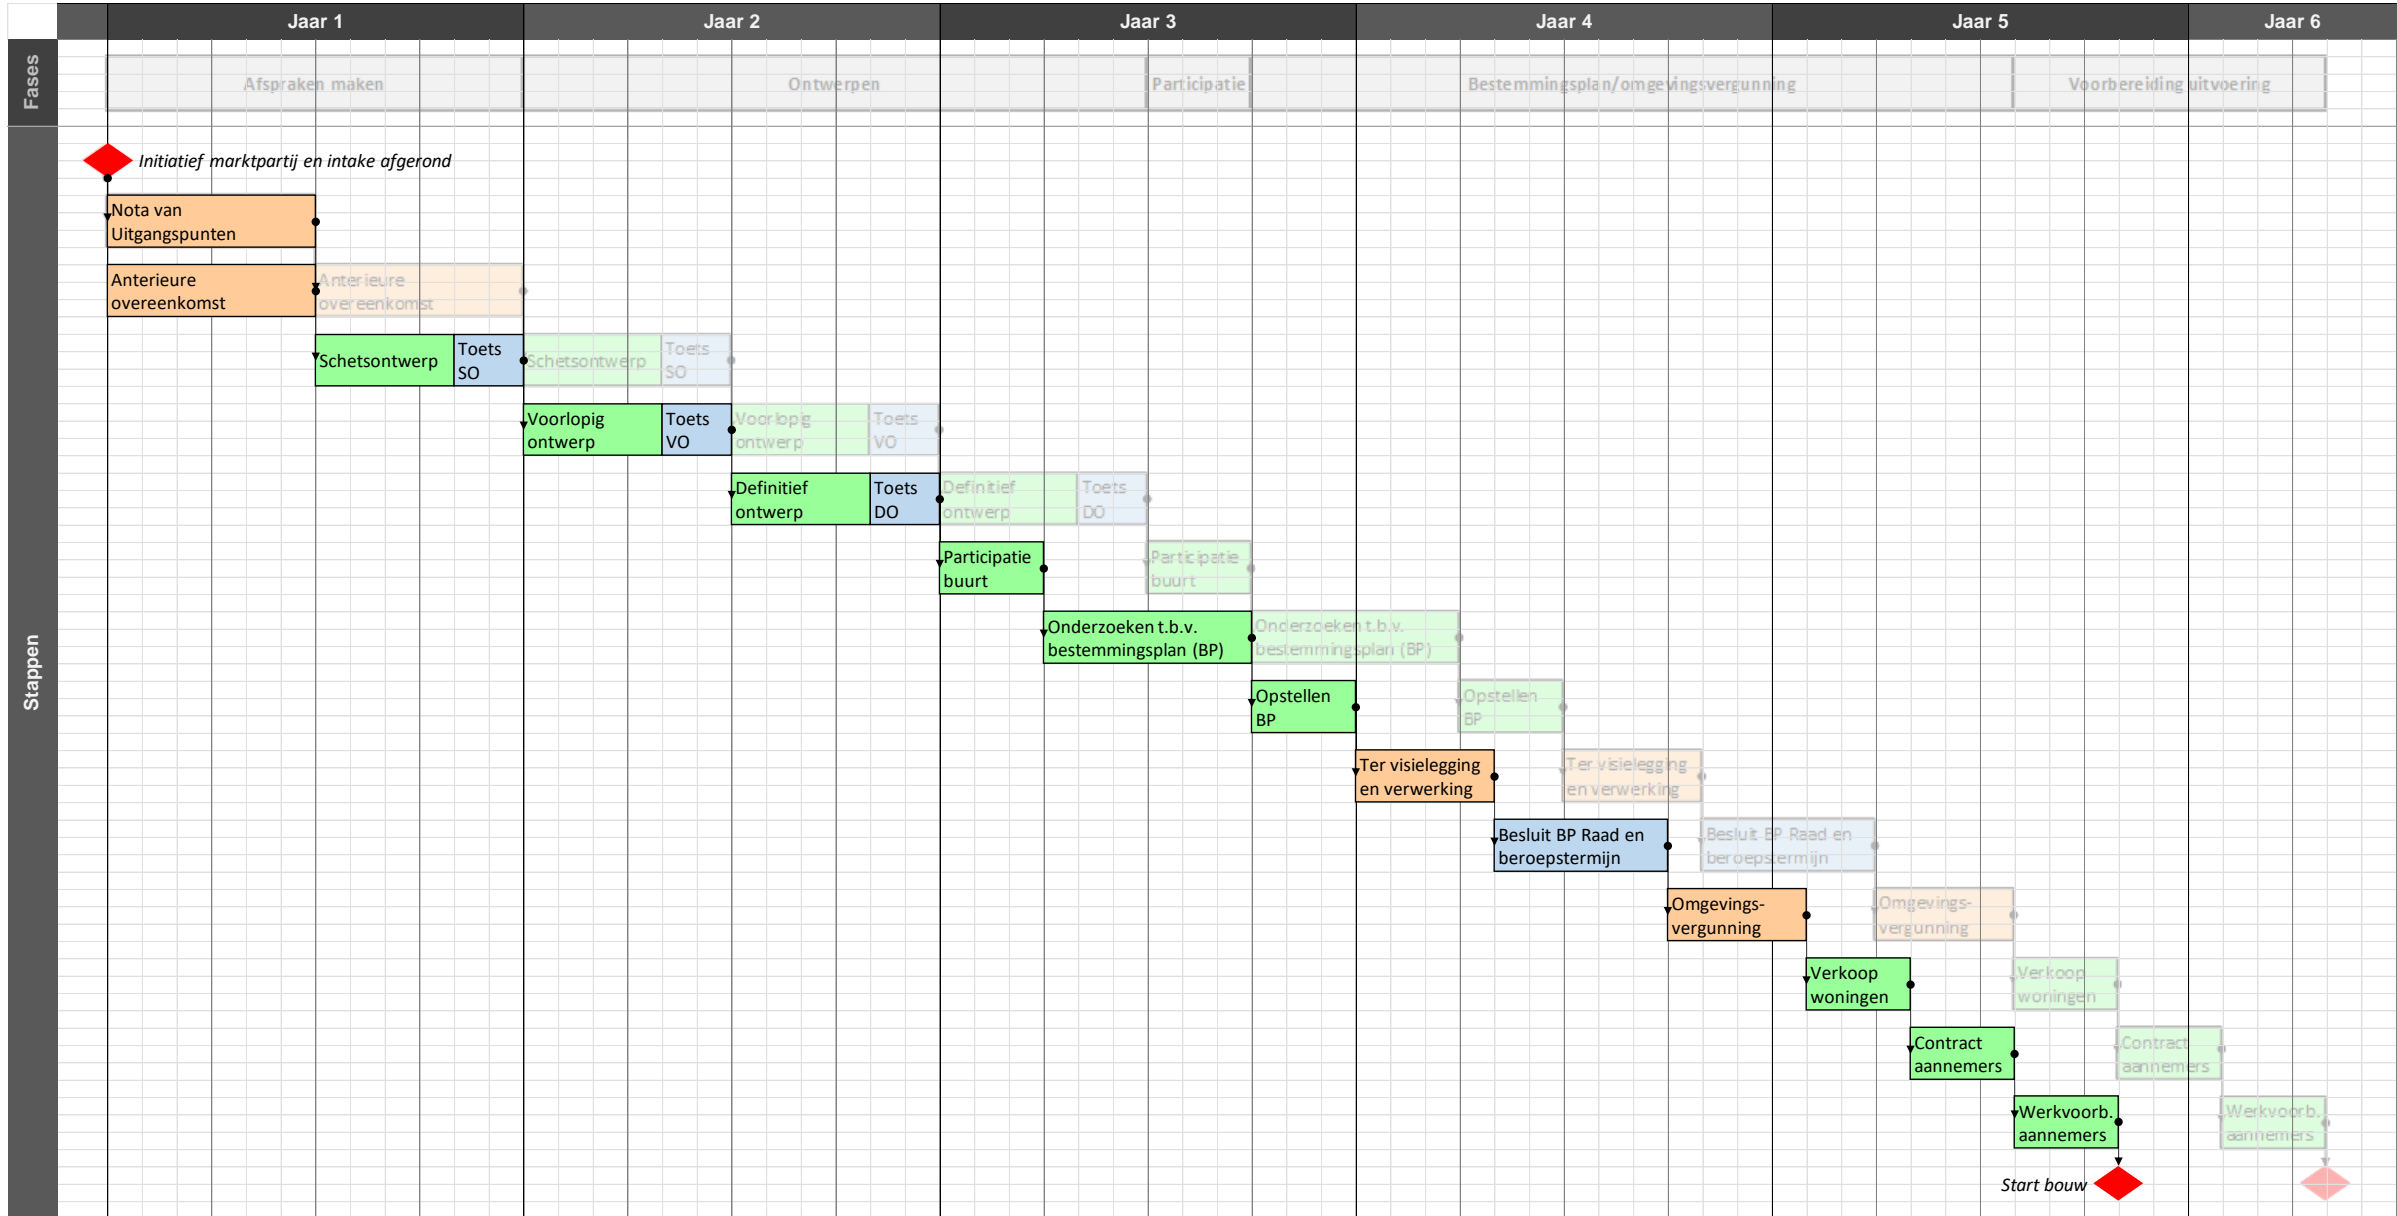 Jaar 1
Jaar 2
Jaar 3
Jaar 4
Jaar 5
Jaar 6
Fases
Afspraken maken
Ontwerpen
Participatie
Bestemmingsplan/omgevingsvergunning
Voorbereiding uitvoering
Stappen
Initiatief marktpartij en intake afgerond
Nota van
Uitgangspunten
Anterieure
overeenkomst
Anterieure
overeenkomst
Schetsontwerp
Toets
SO
Schetsontwerp
Toets
SO
Voorlopig
ontwerp
Toets
VO
Voorlopig
ontwerp
Toets
VO
Definitief
ontwerp
Toets
DO
Definitief
ontwerp
Toets
DO
Participatie
buurt
Participatie
buurt
Onderzoeken t.b.v.
bestemmingsplan (BP)
Onderzoeken t.b.v.
bestemmingsplan (BP)
Opstellen
BP
Opstellen
BP
Ter visielegging
en verwerking
Ter visielegging
en verwerking
Besluit BP Raad en
beroepstermijn
Besluit BP Raad en
beroepstermijn
Omgevings-
vergunning
Omgevings-
vergunning
Verkoop
woningen
Verkoop
woningen
Contract
aannemers
Contract
aannemers
Werkvoorb.
aannemers
Werkvoorb.
aannemers
Start bouw